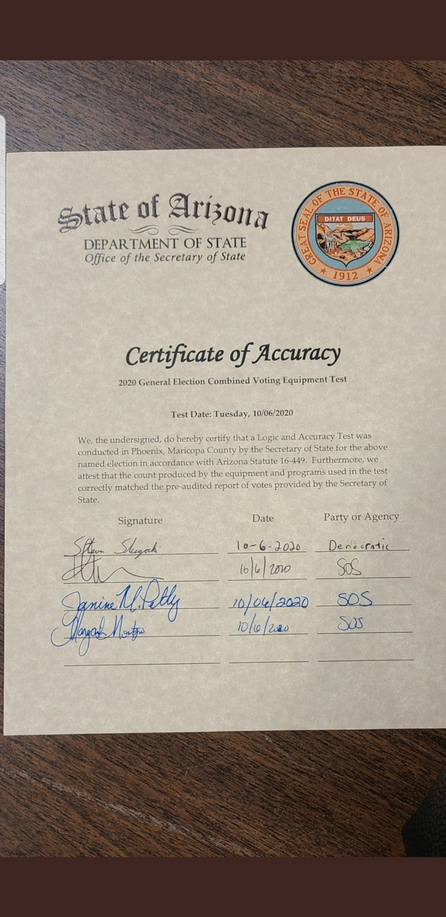 State of Arizona
DEPARTMENT OF STATE
Office of the Secretary of State
GREAT SEAL OF THE STATE OF ARIZONA
DITAT DEUS
★ 1912 ★
Certificate of Accuracy
2020 General Election Combined Voting Equipment Test
Test Date: Tuesday, 10/06/2020
We, the undersigned, do hereby certify that a Logic and Accuracy Test was
conducted in Phoenix, Maricopa County by the Secretary of State for the above
named election in accordance with Arizona Statute 16-449. Furthermore, we
attest that the count produced by the equipment and programs used in the test
correctly matched the pre-audited report of votes provided by the Secretary of
State.
Signature Date Party or Agency
10-6-2020 Democratic
10/6/2020 SOS
Janine M. Petty 10/06/2020 SOS
10/6/2020 SOS